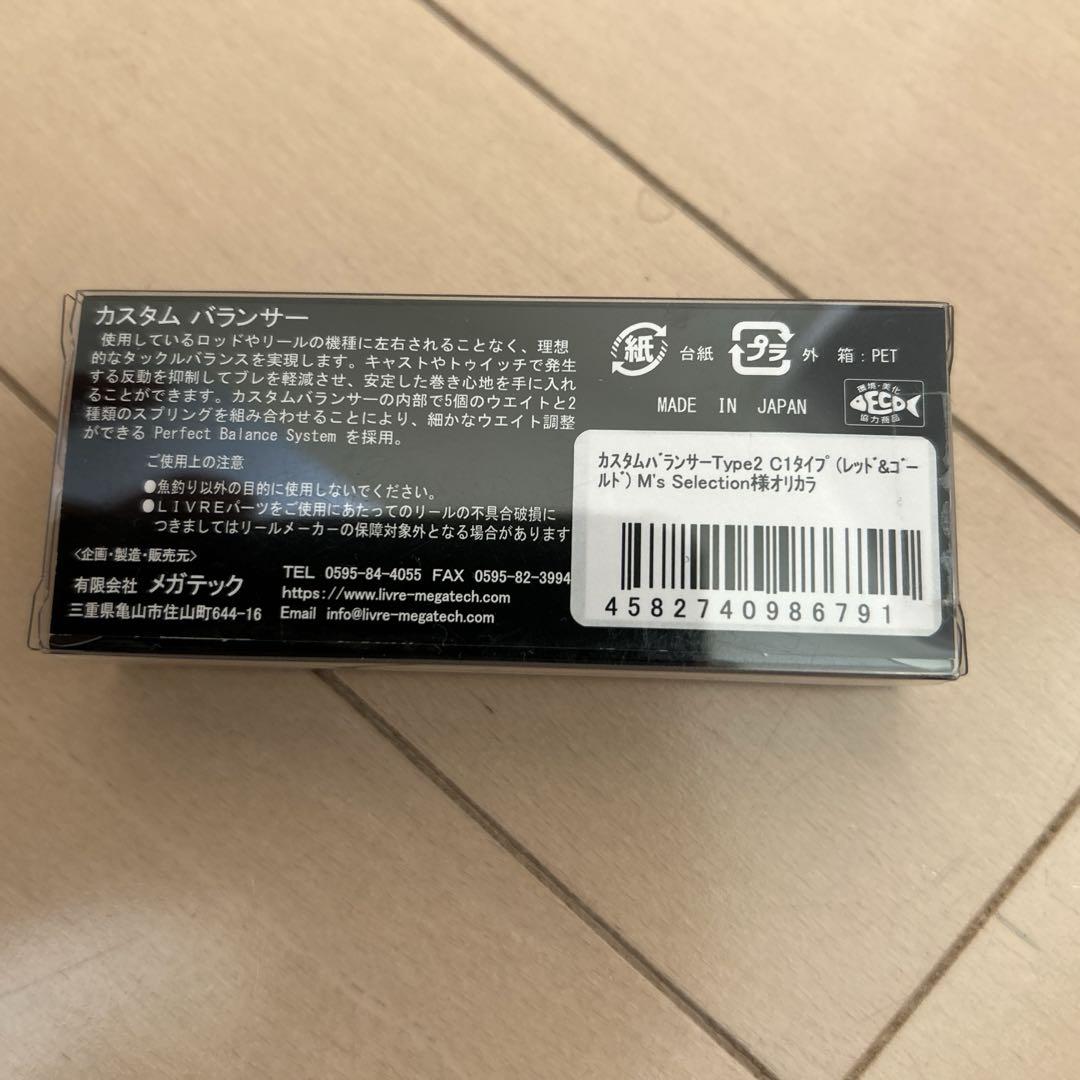 カスタム バランサー
使用しているロッドやリールの機種に左右されることなく、理想
的なタックルバランスを実現します。キャストやトゥイッチで発生
する反動を抑制してブレを軽減させ、安定した巻き心地を手に入れ
ることができます。カスタムバランサーの内部で5個のウエイトと2
種類のスプリングを組み合わせることにより、細かなウエイト調整
ができる Perfect Balance System を採用。
ご使用上の注意
●魚釣り以外の目的に使用しないでください。
●LIVREパーツをご使用にあたってのリールの不具合破損に
つきましてはリールメーカーの保障対象外となる場合があります
<企画・製造・販売元>
有限会社 メガテック
三重県亀山市住山町644-16
TEL 0595-84-4055 FAX 0595-82-3994
https://www.livre-megatech.com
Email info@livre-megatech.com
紙 台紙 プラ 外 箱:PET
MADE IN JAPAN
環境・美化
ECO
協力商品
カスタムバランサーType2 C1タイプ(レッド&ゴー
ルド)M's Selection様オリカラ
4582740986791